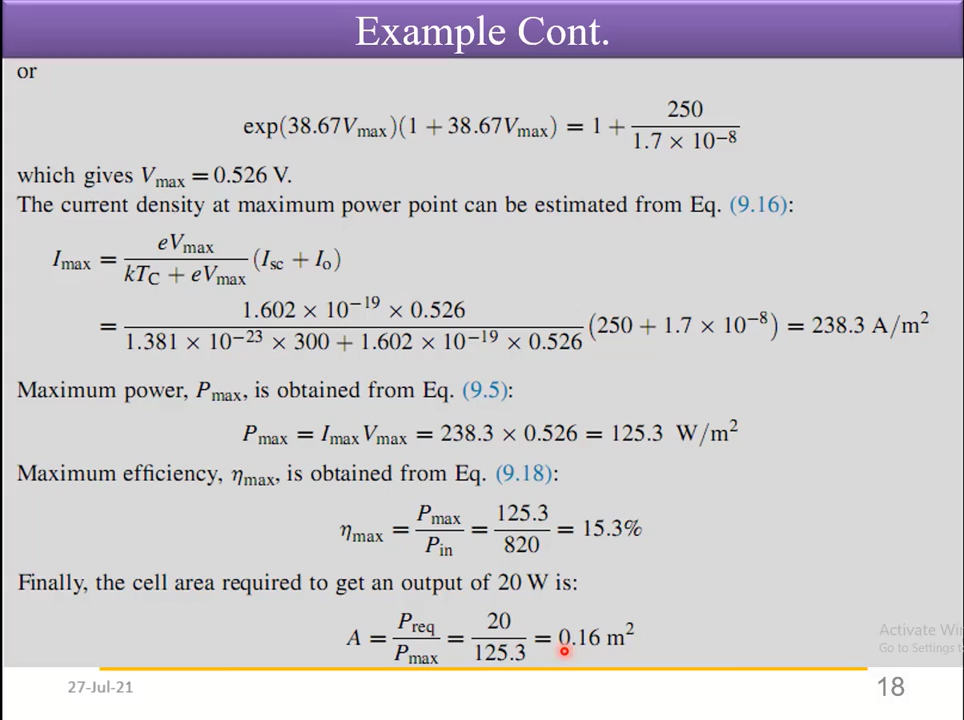 Example Cont.
or
exp(38.67V_max)(1 + 38.67V_max) = 1 + 250 / (1.7 × 10⁻⁸)
which gives V_max = 0.526 V.
The current density at maximum power point can be estimated from Eq. (9.16):
I_max = eV_max / (kT_C + eV_max) (I_sc + I_o)
= (1.602 × 10⁻¹⁹ × 0.526) / (1.381 × 10⁻²³ × 300 + 1.602 × 10⁻¹⁹ × 0.526) (250 + 1.7 × 10⁻⁸) = 238.3 A/m²
Maximum power, P_max, is obtained from Eq. (9.5):
P_max = I_max V_max = 238.3 × 0.526 = 125.3 W/m²
Maximum efficiency, η_max, is obtained from Eq. (9.18):
η_max = P_max / P_in = 125.3 / 820 = 15.3%
Finally, the cell area required to get an output of 20 W is:
A = P_req / P_max = 20 / 125.3 = 0.16 m²
Activate Wi
Go to Settings t
27-Jul-21
18